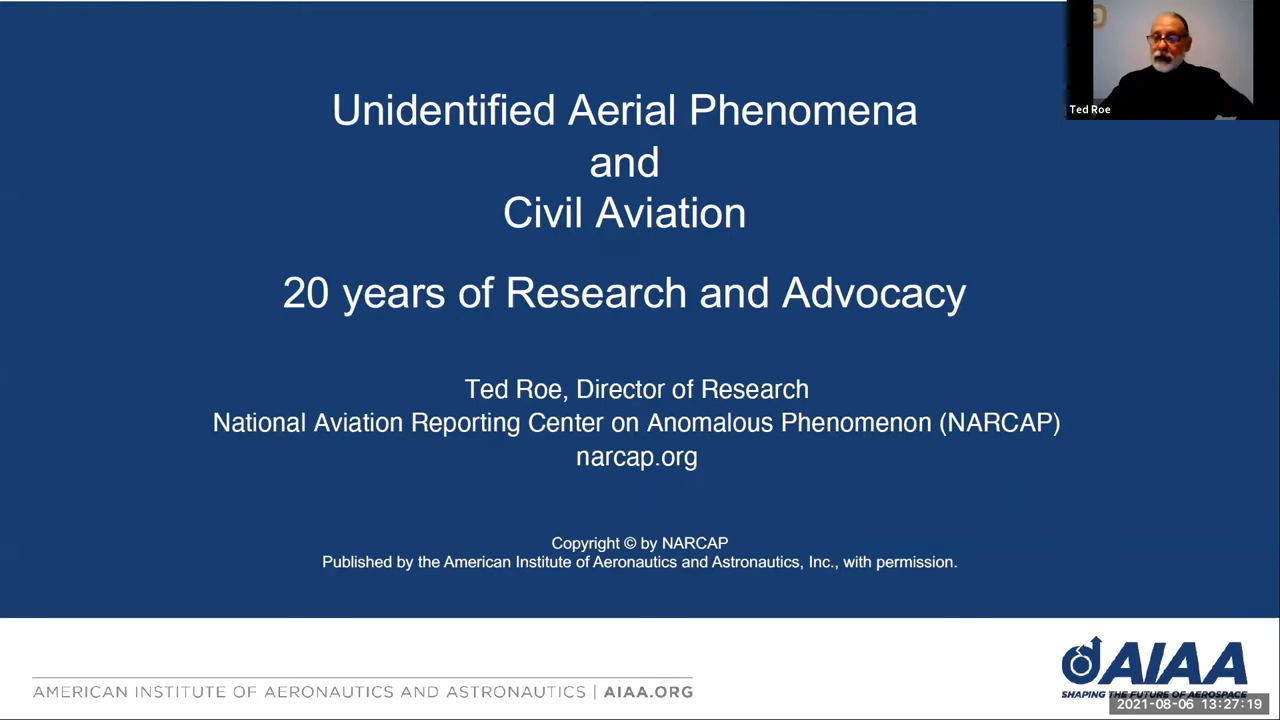 Unidentified Aerial Phenomena
and
Civil Aviation
20 years of Research and Advocacy
Ted Roe, Director of Research
National Aviation Reporting Center on Anomalous Phenomenon (NARCAP)
narcap.org
Copyright © by NARCAP
Published by the American Institute of Aeronautics and Astronautics, Inc., with permission.
Ted Roe
AMERICAN INSTITUTE OF AERONAUTICS AND ASTRONAUTICS | AIAA.ORG
AIAA
SHAPING THE FUTURE OF AEROSPACE
2021-08-06 13:27:19